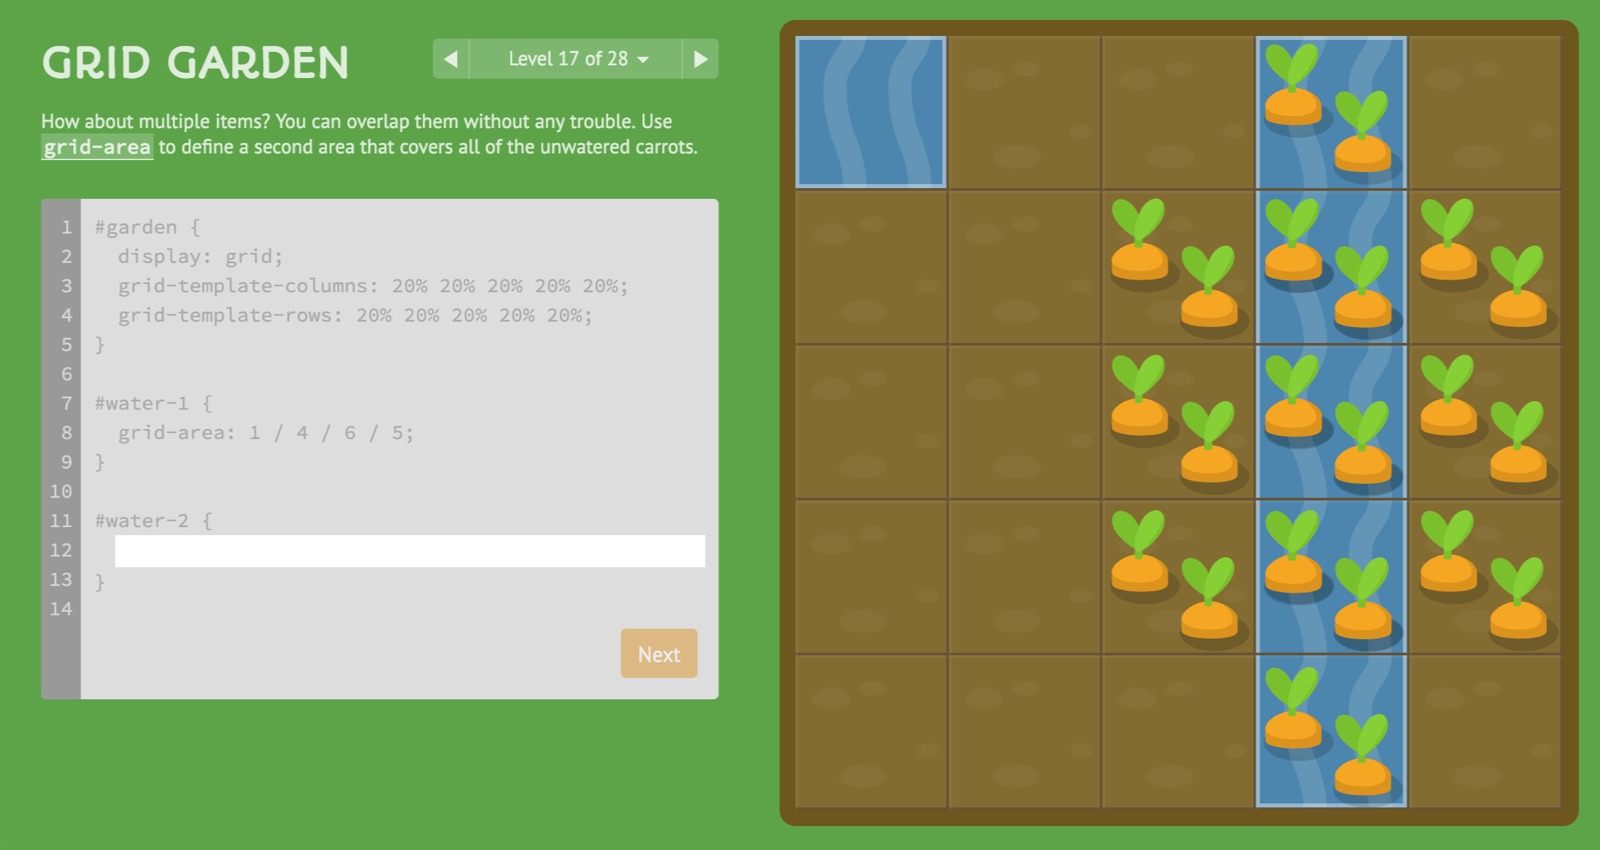 GRID GARDEN
◀ Level 17 of 28 ▶
How about multiple items? You can overlap them without any trouble. Use
grid-area to define a second area that covers all of the unwatered carrots.
1 #garden {
2 display: grid;
3 grid-template-columns: 20% 20% 20% 20% 20%;
4 grid-template-rows: 20% 20% 20% 20% 20%;
5 }
6
7 #water-1 {
8 grid-area: 1 / 4 / 6 / 5;
9 }
10
11 #water-2 {
12
13 }
14
Next